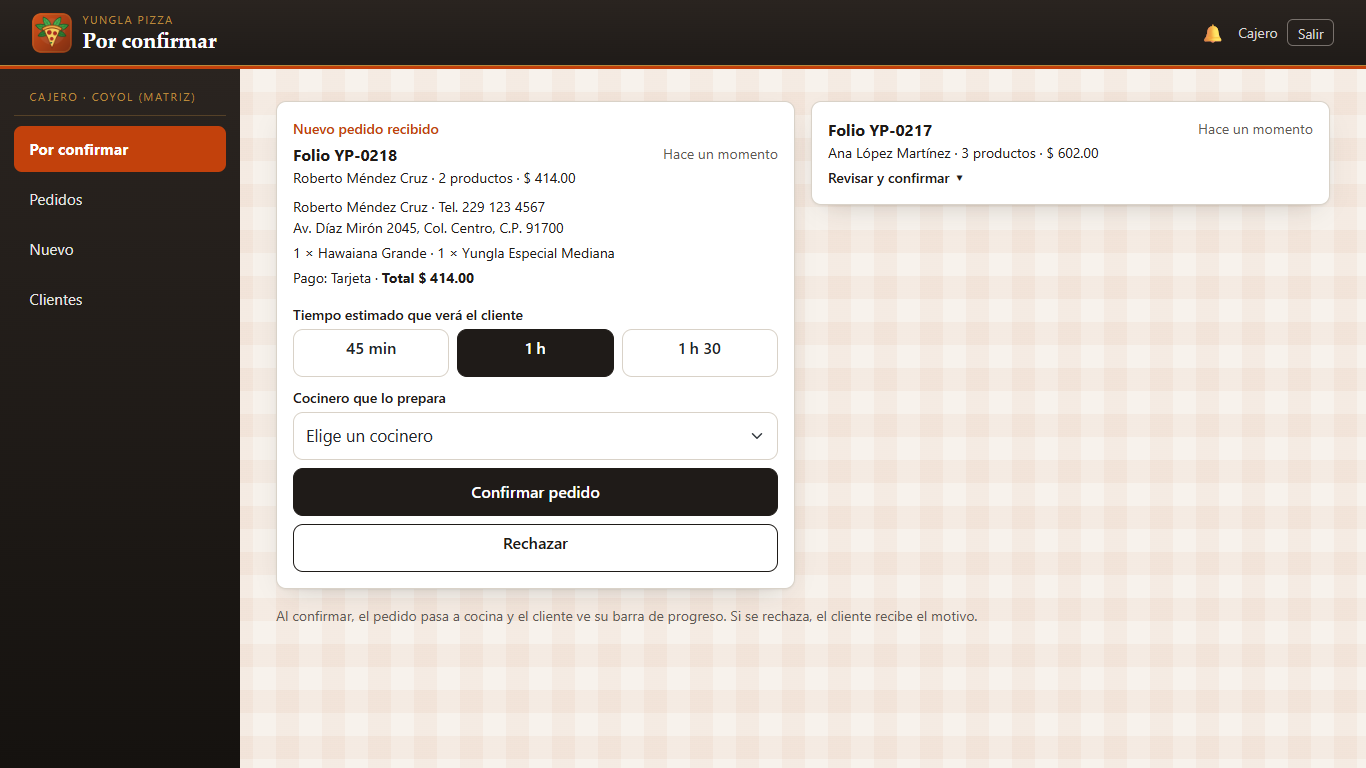 YUNGLA PIZZA
Por confirmar
Cajero
Salir
CAJERO · COYOL (MATRIZ)
Por confirmar
Pedidos
Nuevo
Clientes
Nuevo pedido recibido
Folio YP-0218
Hace un momento
Roberto Méndez Cruz · 2 productos · $ 414.00
Roberto Méndez Cruz · Tel. 229 123 4567
Av. Díaz Mirón 2045, Col. Centro, C.P. 91700
1 × Hawaiana Grande · 1 × Yungla Especial Mediana
Pago: Tarjeta · Total $ 414.00
Tiempo estimado que verá el cliente
45 min
1 h
1 h 30
Cocinero que lo prepara
Elige un cocinero
Confirmar pedido
Rechazar
Folio YP-0217
Hace un momento
Ana López Martínez · 3 productos · $ 602.00
Revisar y confirmar ▾
Al confirmar, el pedido pasa a cocina y el cliente ve su barra de progreso. Si se rechaza, el cliente recibe el motivo.